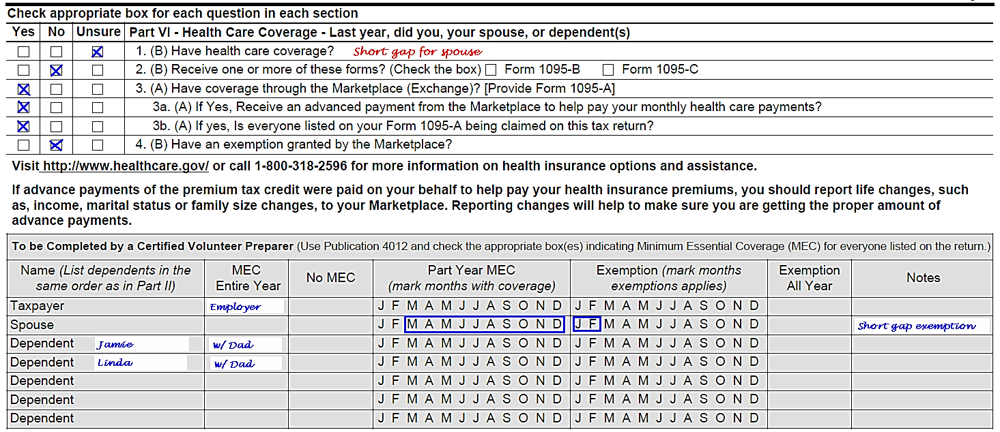 Check appropriate box for each question in each section
Yes No Unsure Part VI - Health Care Coverage - Last year, did you, your spouse, or dependent(s)
1. (B) Have health care coverage? Short gap for spouse
2. (B) Receive one or more of these forms? (Check the box) Form 1095-B Form 1095-C
3. (A) Have coverage through the Marketplace (Exchange)? [Provide Form 1095-A]
3a. (A) If Yes, Receive an advanced payment from the Marketplace to help pay your monthly health care payments?
3b. (A) If yes, Is everyone listed on your Form 1095-A being claimed on this tax return?
4. (B) Have an exemption granted by the Marketplace?
Visit http://www.healthcare.gov/ or call 1-800-318-2596 for more information on health insurance options and assistance.
If advance payments of the premium tax credit were paid on your behalf to help pay your health insurance premiums, you should report life changes, such
as, income, marital status or family size changes, to your Marketplace. Reporting changes will help to make sure you are getting the proper amount of
advance payments.
To be Completed by a Certified Volunteer Preparer (Use Publication 4012 and check the appropriate box(es) indicating Minimum Essential Coverage (MEC) for everyone listed on the return.)
Name (List dependents in the same order as in Part II) MEC Entire Year No MEC Part Year MEC (mark months with coverage) Exemption (mark months exemptions applies) Exemption All Year Notes
Taxpayer Employer J F M A M J J A S O N D J F M A M J J A S O N D
Spouse J F M A M J J A S O N D J F M A M J J A S O N D Short gap exemption
Dependent Jamie w/ Dad J F M A M J J A S O N D J F M A M J J A S O N D
Dependent Linda w/ Dad J F M A M J J A S O N D J F M A M J J A S O N D
Dependent J F M A M J J A S O N D J F M A M J J A S O N D
Dependent J F M A M J J A S O N D J F M A M J J A S O N D
Dependent J F M A M J J A S O N D J F M A M J J A S O N D